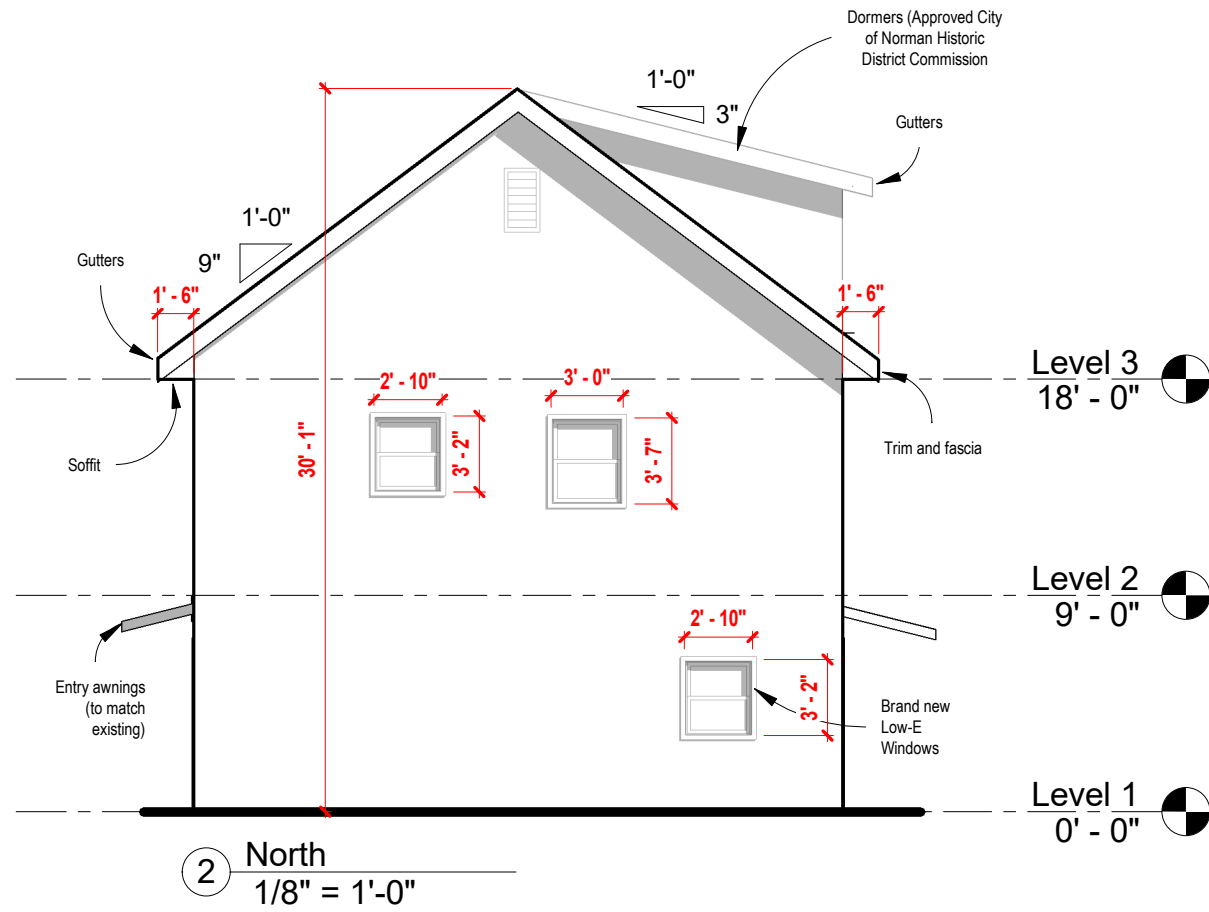 Dormers (Approved City
of Norman Historic
District Commission
1'-0"
3"
Gutters
1'-0"
9"
Gutters
1' - 6"
1' - 6"
Level 3
18' - 0"
2' - 10"
3' - 0"
30' - 1"
3' - 2"
3' - 7"
Soffit
Trim and fascia
Level 2
9' - 0"
2' - 10"
3' - 2"
Entry awnings
(to match
existing)
Brand new
Low-E
Windows
Level 1
0' - 0"
2
North
1/8" = 1'-0"